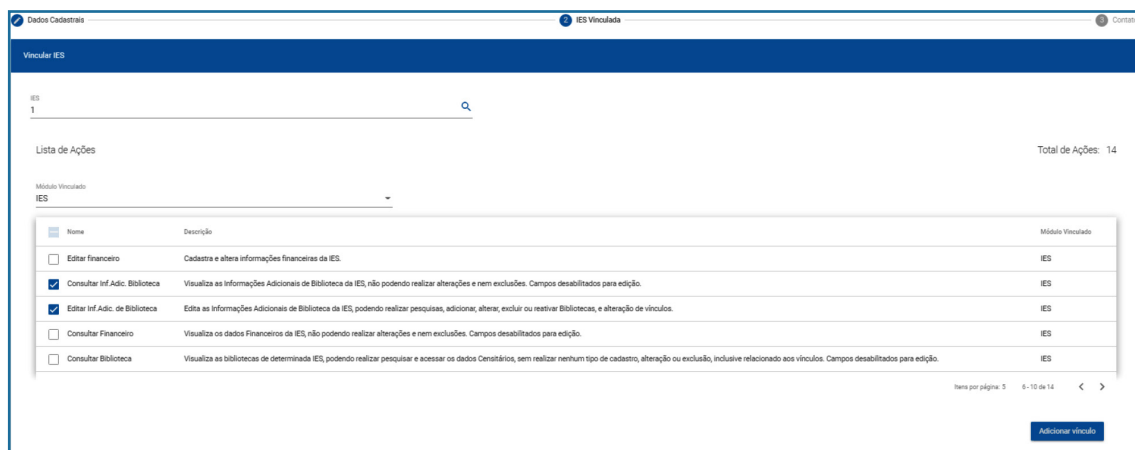 Dados Cadastrais 2 IES Vinculada 3 Contato
Vincular IES
IES
1
Lista de Ações Total de Ações: 14
Módulo Vinculado
IES
Nome Descrição Módulo Vinculado
Editar financeiro Cadastra e altera informações financeiras da IES. IES
Consultar Inf.Adic. Biblioteca Visualiza as Informações Adicionais de Biblioteca da IES, não podendo realizar alterações e nem exclusões. Campos desabilitados para edição. IES
Editar Inf.Adic. de Biblioteca Edita as Informações Adicionais de Biblioteca da IES, podendo realizar pesquisas, adicionar, alterar, excluir ou reativar Bibliotecas, e alteração de vínculos. IES
Consultar Financeiro Visualiza os dados Financeiros da IES, não podendo realizar alterações e nem exclusões. Campos desabilitados para edição. IES
Consultar Biblioteca Visualiza as bibliotecas de determinada IES, podendo realizar pesquisar e acessar os dados Censitários, sem realizar nenhum tipo de cadastro, alteração ou exclusão, inclusive relacionado aos vínculos. Campos desabilitados para edição. IES
Itens por página: 5 6 - 10 de 14
Adicionar vínculo